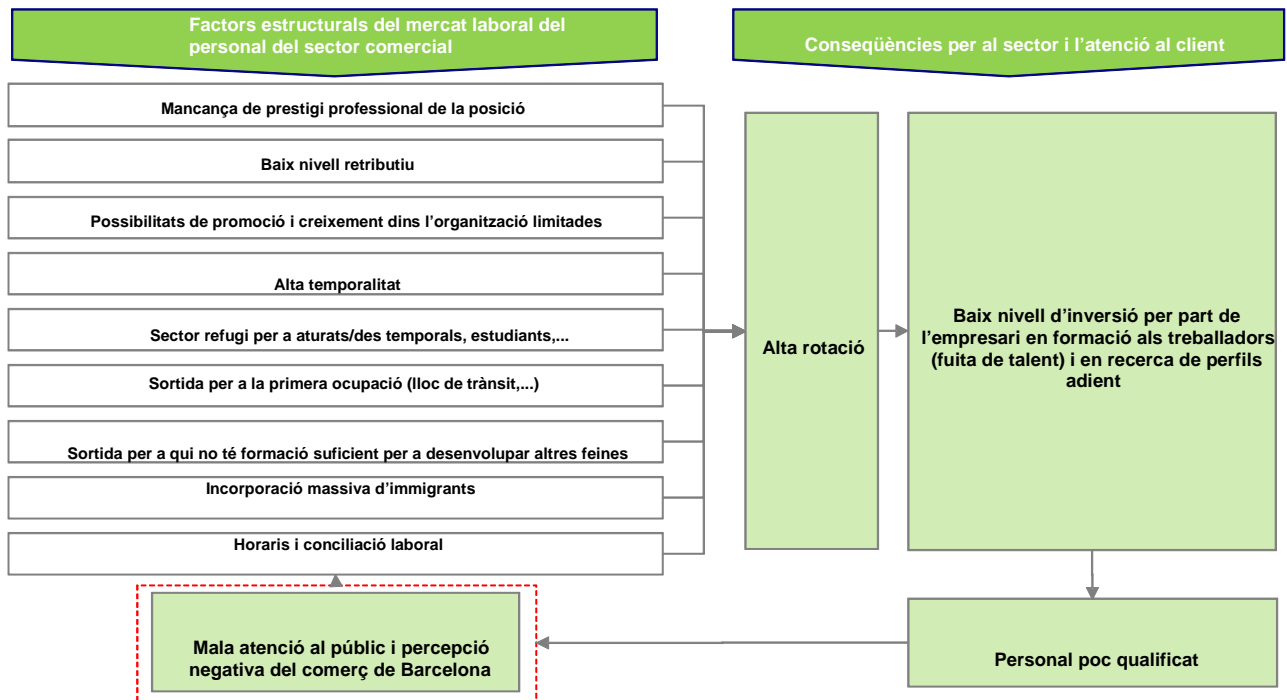 Factors estructurals del mercat laboral del
personal del sector comercial
Conseqüències per al sector i l'atenció al client
Mancança de prestigi professional de la posició
Baix nivell retributiu
Possibilitats de promoció i creixement dins l'organització limitades
Alta temporalitat
Sector refugi per a aturats/des temporals, estudiants,...
Sortida per a la primera ocupació (lloc de trànsit,...)
Sortida per a qui no té formació suficient per a desenvolupar altres feines
Incorporació massiva d'immigrants
Horaris i conciliació laboral
Alta rotació
Baix nivell d'inversió per part de
l'empresari en formació als treballadors
(fuita de talent) i en recerca de perfils
adient
Mala atenció al públic i percepció
negativa del comerç de Barcelona
Personal poc qualificat